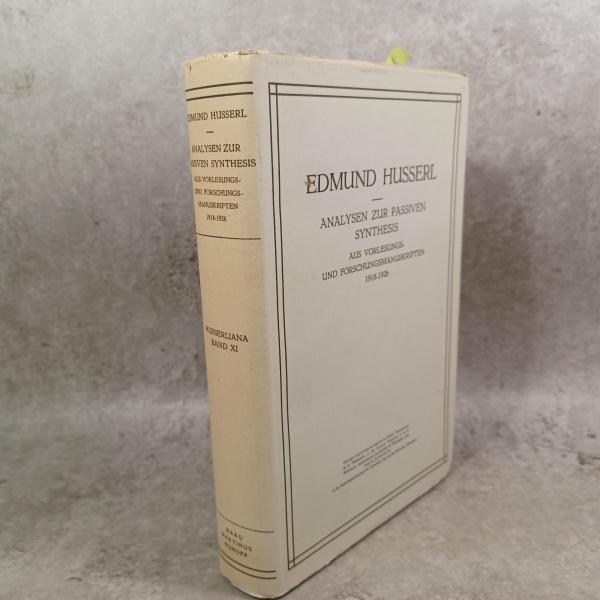 EDMUND HUSSERL
ANALYSEN ZUR
PASSIVEN SYNTHESIS
AUS VORLESUNGS-
UND FORSCHUNGS-
MANUSKRIPTEN
1918-1926
HUSSERLIANA
BAND XI
HAAG
MARTINUS
NIJHOFF
EDMUND HUSSERL
ANALYSEN ZUR PASSIVEN
SYNTHESIS
AUS VORLESUNGS-
UND FORSCHUNGSMANUSKRIPTEN
1918-1926